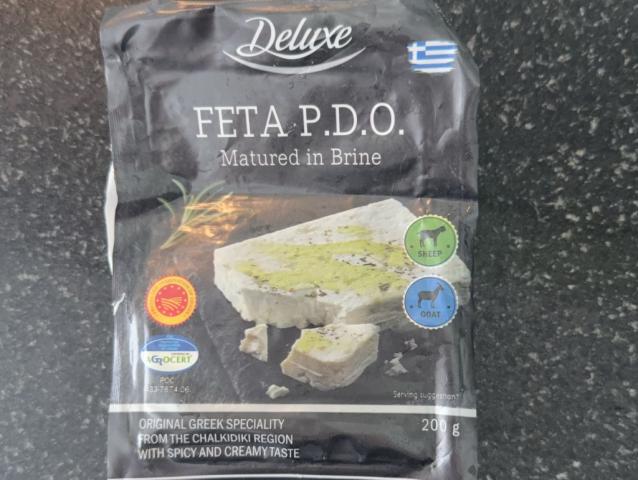 Deluxe
FETA P.D.O.
Matured in Brine
SHEEP
GOAT
AGROCERT
Serving suggestion
200 g
ORIGINAL GREEK SPECIALITY
FROM THE CHALKIDIKI REGION
WITH SPICY AND CREAMY TASTE